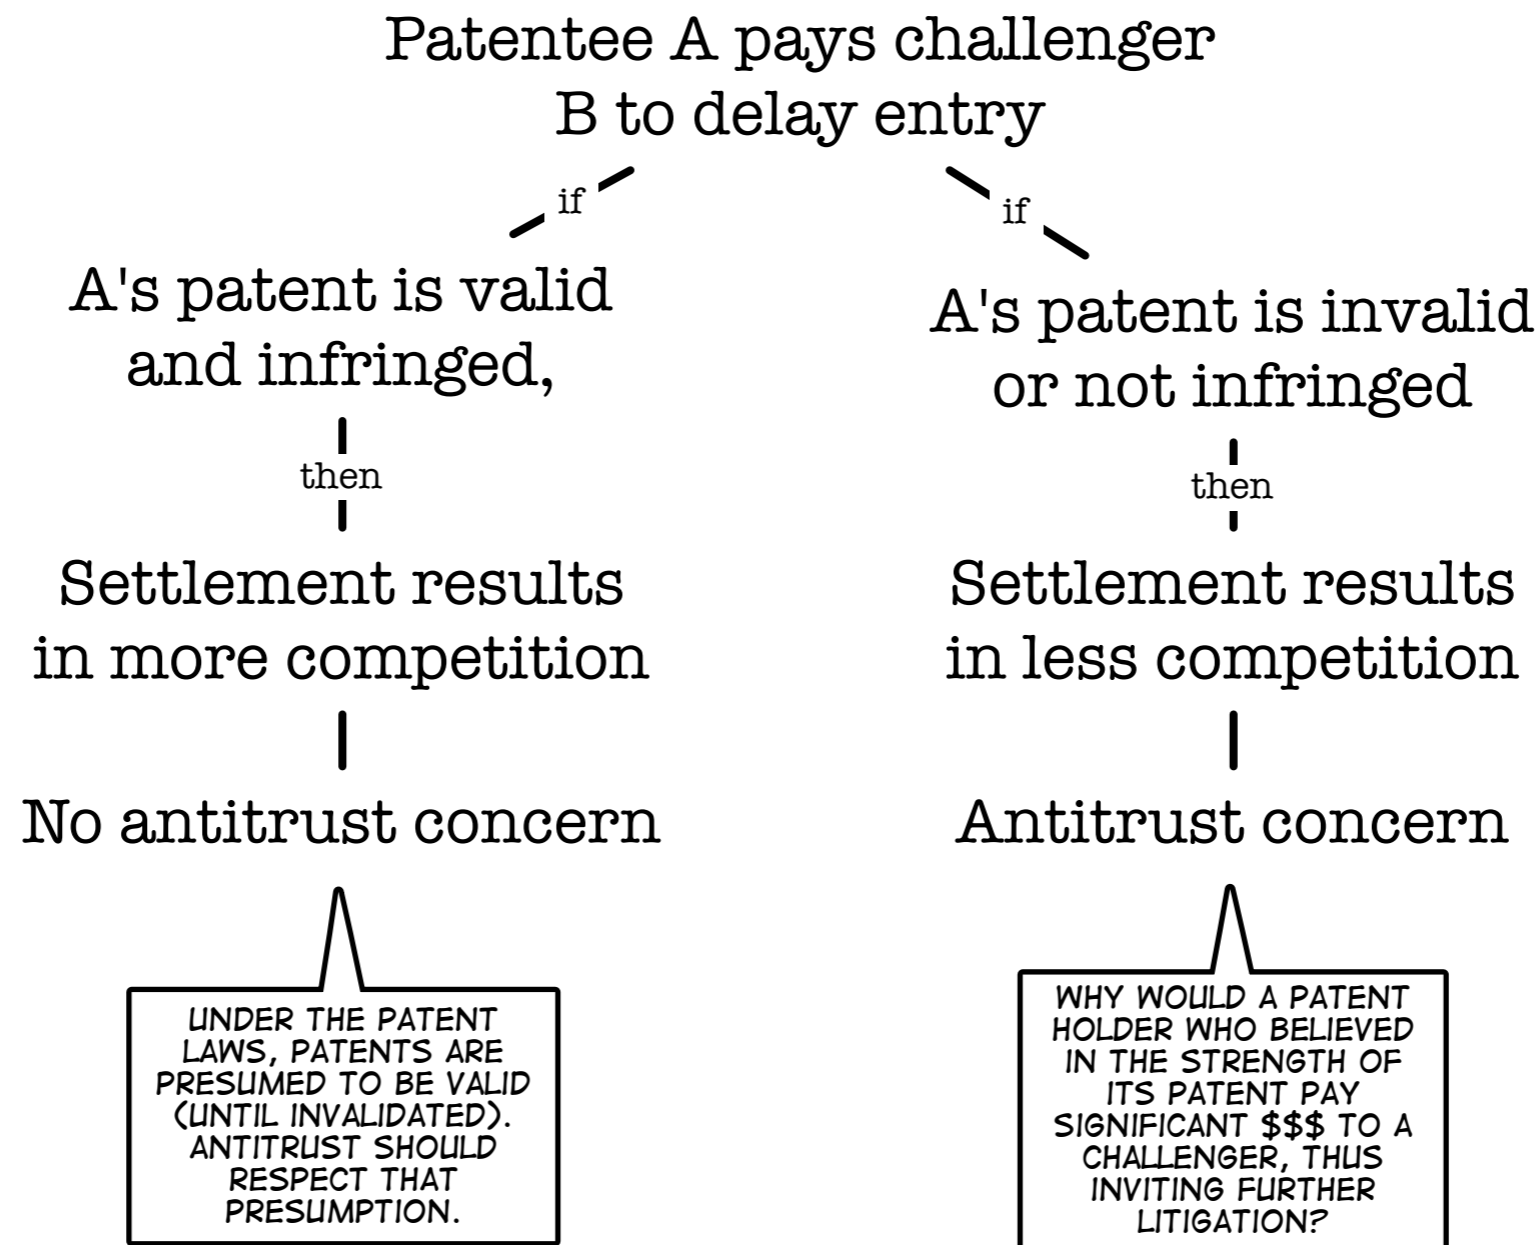 Patentee A pays challenger
B to delay entry
if
if
A's patent is valid
and infringed,
A's patent is invalid
or not infringed
then
then
Settlement results
in more competition
Settlement results
in less competition
No antitrust concern
Antitrust concern
UNDER THE PATENT
LAWS, PATENTS ARE
PRESUMED TO BE VALID
(UNTIL INVALIDATED).
ANTITRUST SHOULD
RESPECT THAT
PRESUMPTION.
WHY WOULD A PATENT
HOLDER WHO BELIEVED
IN THE STRENGTH OF
ITS PATENT PAY
SIGNIFICANT $$$ TO A
CHALLENGER, THUS
INVITING FURTHER
LITIGATION?